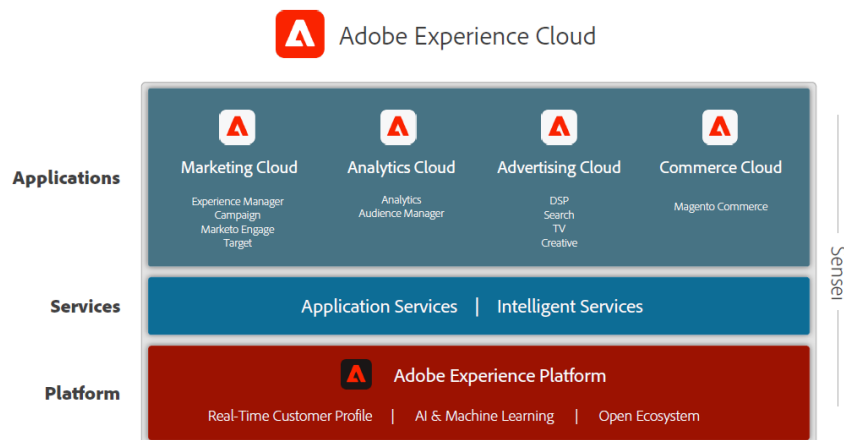 Adobe Experience Cloud
Applications
Marketing Cloud
Experience Manager
Campaign
Marketo Engage
Target
Analytics Cloud
Analytics
Audience Manager
Advertising Cloud
DSP
Search
TV
Creative
Commerce Cloud
Magento Commerce
Services
Application Services | Intelligent Services
Platform
Adobe Experience Platform
Real-Time Customer Profile | AI & Machine Learning | Open Ecosystem
Sensei